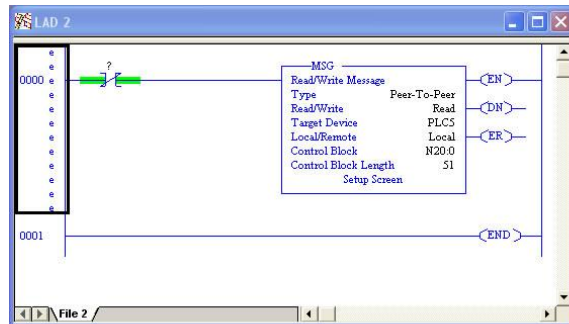 LAD 2
e
e
0000 e
e
e
e
e
e
e
e
e
?
MSG
Read/Write Message
Type Peer-To-Peer
Read/Write Read
Target Device PLC5
Local/Remote Local
Control Block N20:0
Control Block Length 51
Setup Screen
EN
DN
ER
0001
END
File 2